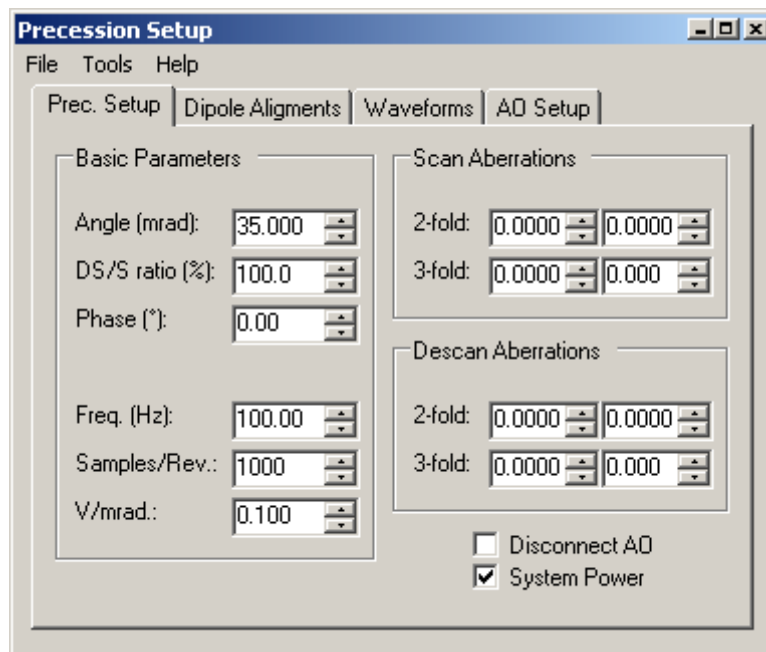 Precession Setup
File Tools Help
Prec. Setup Dipole Aligments Waveforms AO Setup
Basic Parameters
Angle (mrad): 35.000
DS/S ratio (%): 100.0
Phase (°): 0.00
Freq. (Hz): 100.00
Samples/Rev.: 1000
V/mrad.: 0.100
Scan Aberrations
2-fold: 0.0000 0.0000
3-fold: 0.0000 0.000
Descan Aberrations
2-fold: 0.0000 0.0000
3-fold: 0.0000 0.000
Disconnect AO
System Power